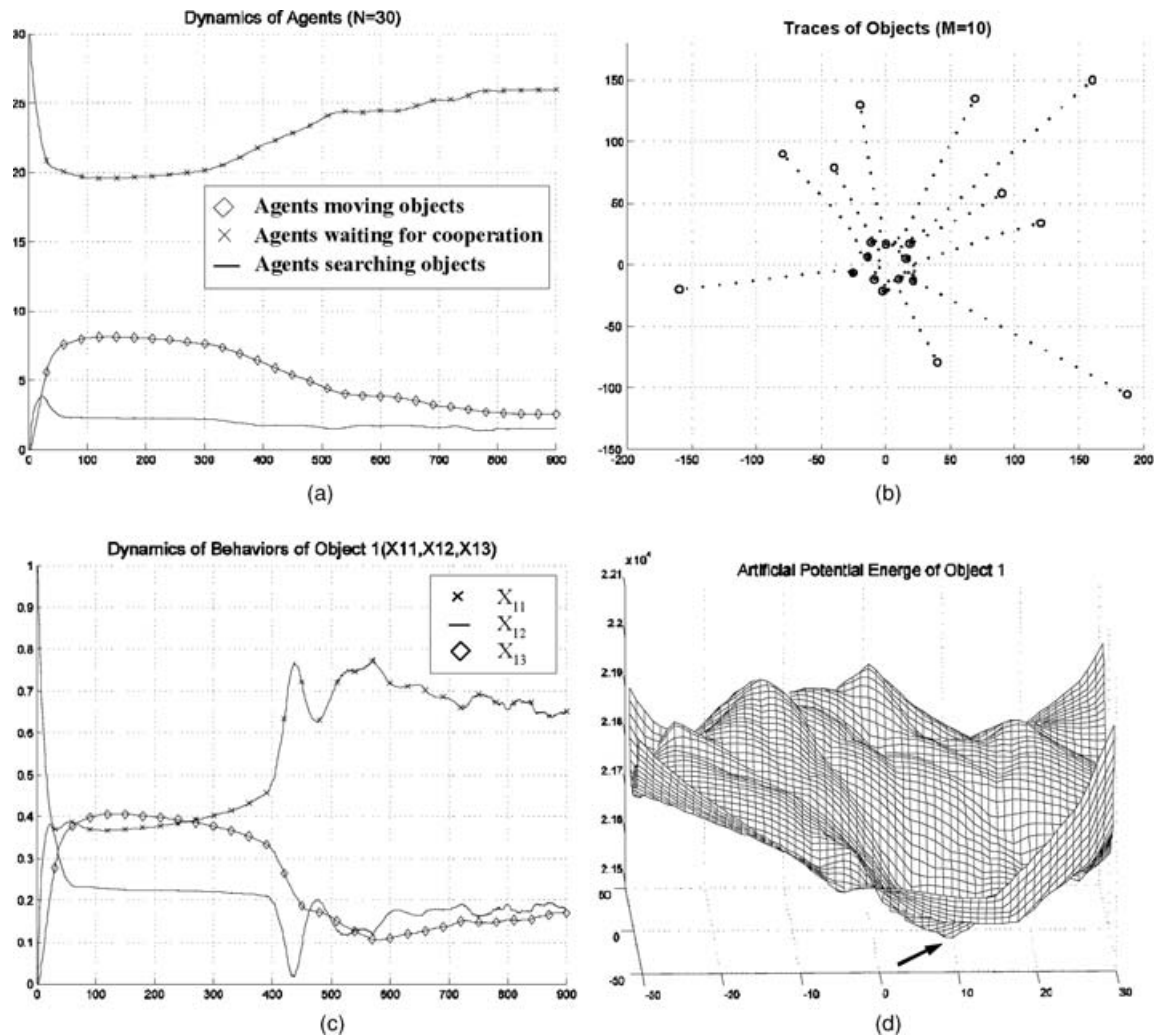 Dynamics of Agents (N=30)
30
25
20
15
10
5
0
Agents moving objects
Agents waiting for cooperation
Agents searching objects
0 100 200 300 400 500 600 700 800 900
(a)
Traces of Objects (M=10)
150
100
50
0
-50
-100
-150
-200 -150 -100 -50 0 50 100 150 200
(b)
Dynamics of Behaviors of Object 1(X11,X12,X13)
1
0.9
0.8
0.7
0.6
0.5
0.4
0.3
0.2
0.1
0
X11
X12
X13
0 100 200 300 400 500 600 700 800 900
(c)
x 10^4
Artificial Potential Energe of Object 1
2.21
2.2
2.19
2.18
2.17
2.16
2.15
50
0
-50
-50 -20 -10 0 10 20 30
(d)